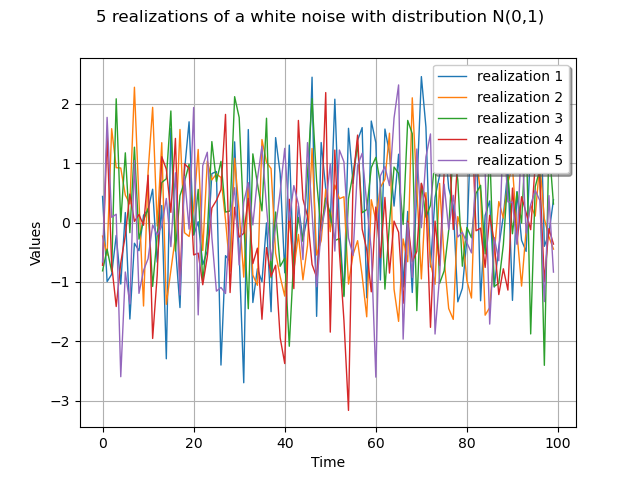 5 realizations of a white noise with distribution N(0,1)
realization 1
realization 2
realization 3
realization 4
realization 5
Values
2
1
0
−1
−2
−3
0
20
40
60
80
100
Time